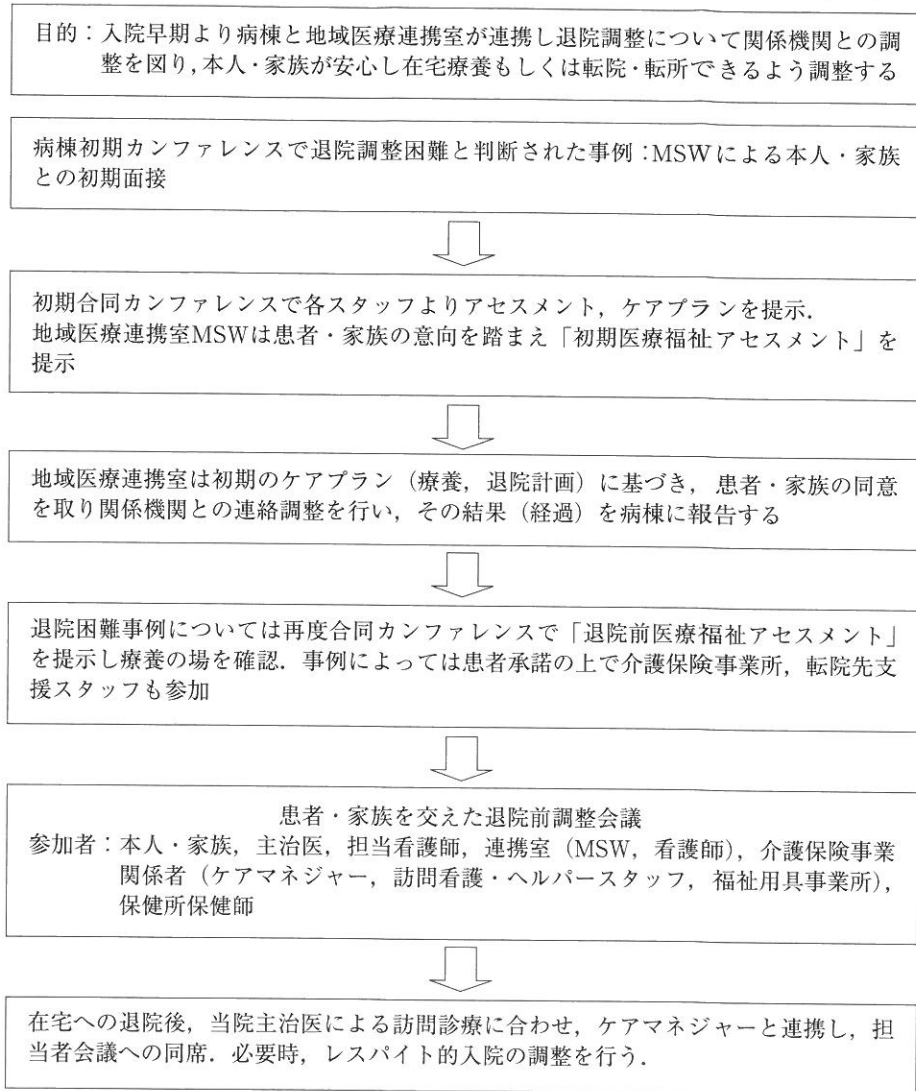 目的：入院早期より病棟と地域医療連携室が連携し退院調整について関係機関との調
整を図り，本人・家族が安心し在宅療養もしくは転院・転所できるよう調整する
病棟初期カンファレンスで退院調整困難と判断された事例：MSWによる本人・家族
との初期面接
初期合同カンファレンスで各スタッフよりアセスメント，ケアプランを提示．
地域医療連携室MSWは患者・家族の意向を踏まえ「初期医療福祉アセスメント」を
提示
地域医療連携室は初期のケアプラン（療養，退院計画）に基づき，患者・家族の同意
を取り関係機関との連絡調整を行い，その結果（経過）を病棟に報告する
退院困難事例については再度合同カンファレンスで「退院前医療福祉アセスメント」
を提示し療養の場を確認．事例によっては患者承諾の上で介護保険事業所，転院先支
援スタッフも参加
患者・家族を交えた退院前調整会議
参加者：本人・家族，主治医，担当看護師，連携室（MSW，看護師），介護保険事業
関係者（ケアマネジャー，訪問看護・ヘルパースタッフ，福祉用具事業所），
保健所保健師
在宅への退院後，当院主治医による訪問診療に合わせ，ケアマネジャーと連携し，担
当者会議への同席．必要時，レスパイト的入院の調整を行う．